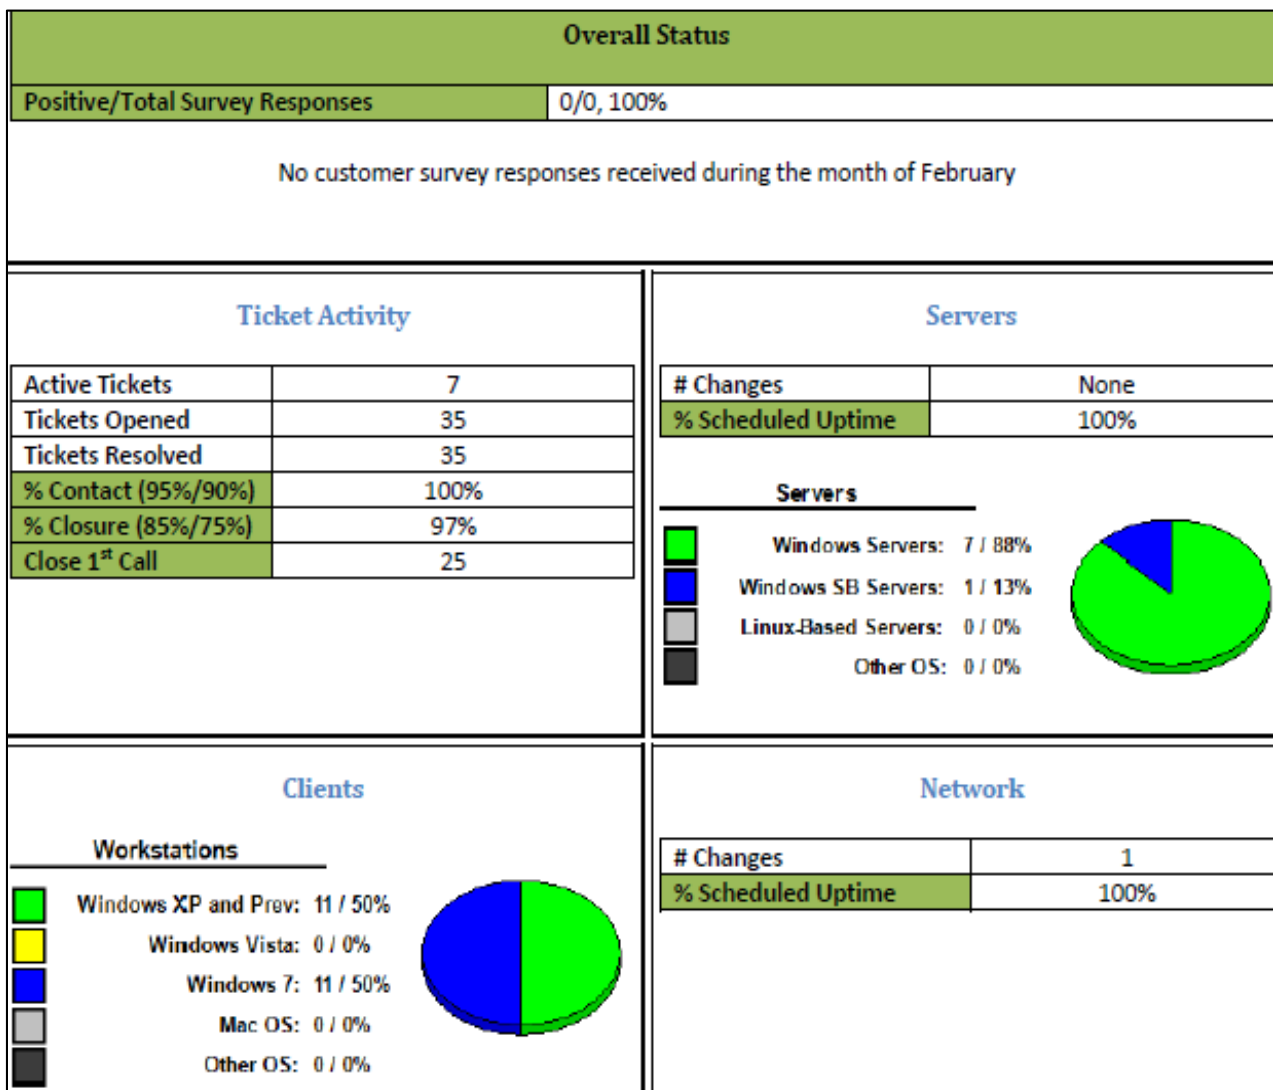 Overall Status
Positive/Total Survey Responses 0/0, 100%
No customer survey responses received during the month of February
Ticket Activity
Active Tickets 7
Tickets Opened 35
Tickets Resolved 35
% Contact (95%/90%) 100%
% Closure (85%/75%) 97%
Close 1st Call 25
Servers
# Changes None
% Scheduled Uptime 100%
Servers
Windows Servers: 7 / 88%
Windows SB Servers: 1 / 13%
Linux-Based Servers: 0 / 0%
Other OS: 0 / 0%
Clients
Workstations
Windows XP and Prev: 11 / 50%
Windows Vista: 0 / 0%
Windows 7: 11 / 50%
Mac OS: 0 / 0%
Other OS: 0 / 0%
Network
# Changes 1
% Scheduled Uptime 100%